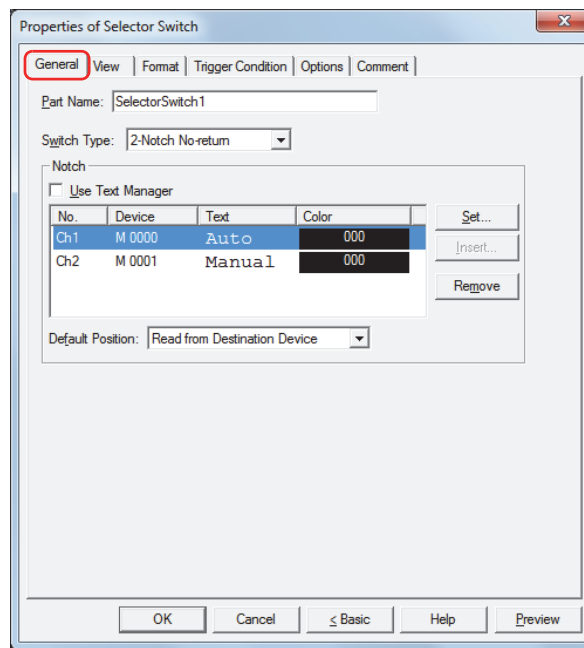 Properties of Selector Switch
General View Format Trigger Condition Options Comment
Part Name: SelectorSwitch1
Switch Type: 2-Notch No-return
Notch
Use Text Manager
No. Device Text Color Set...
Ch1 M 0000 Auto 000 Insert...
Ch2 M 0001 Manual 000
Remove
Default Position: Read from Destination Device
OK Cancel < Basic Help Preview